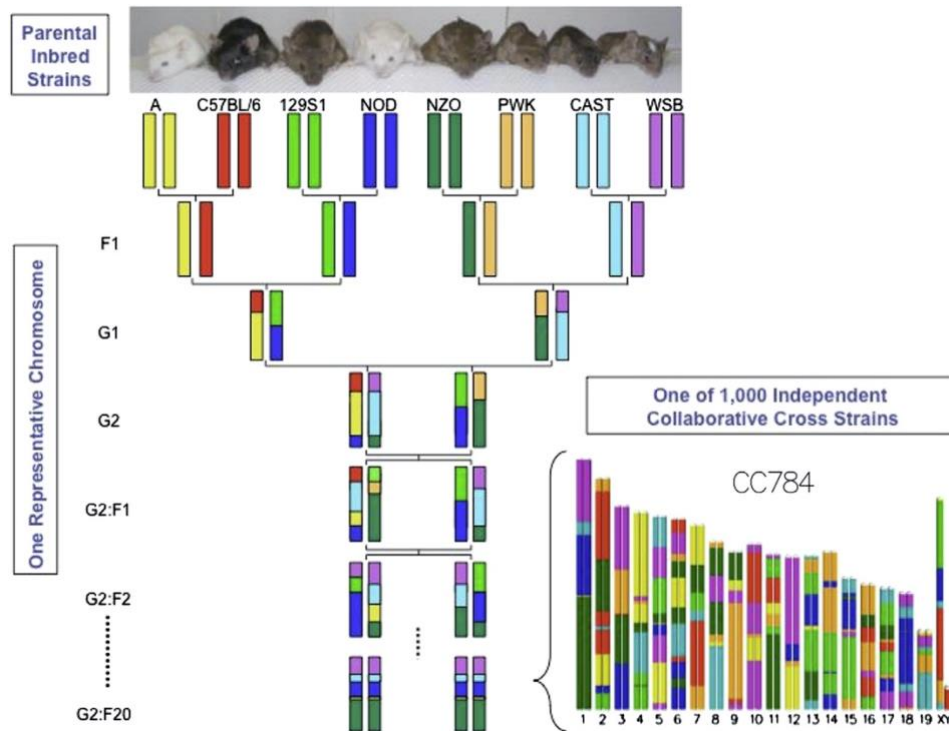 Parental
Inbred
Strains
A C57BL/6 129S1 NOD NZO PWK CAST WSB
One Representative Chromosome
F1
G1
G2
G2:F1
G2:F2
G2:F20
One of 1,000 Independent
Collaborative Cross Strains
CC784
1 2 3 4 5 6 7 8 9 10 11 12 13 14 15 16 17 18 19 XY